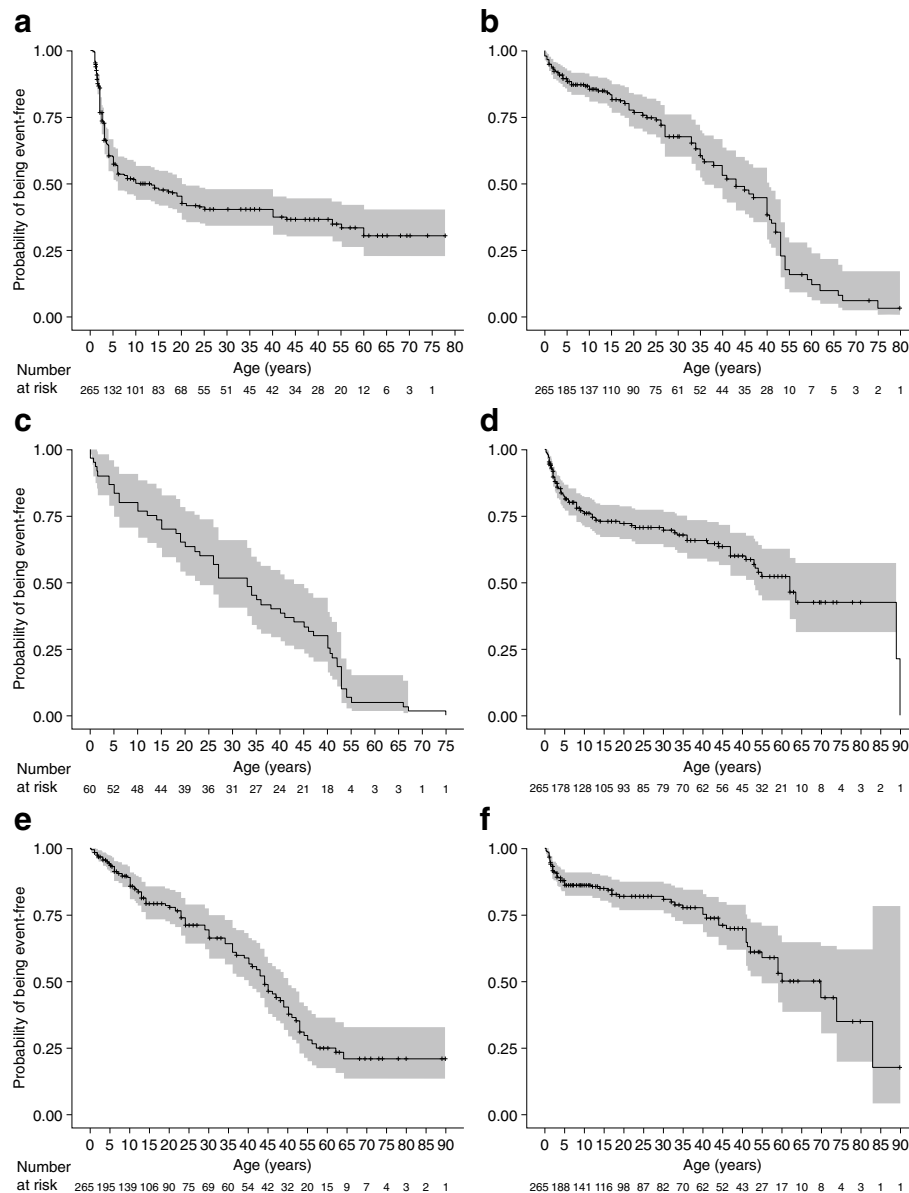 a
1.00
0.75
0.50
0.25
0.00
Probability of being event-free
0 5 10 15 20 25 30 35 40 45 50 55 60 65 70 75 80
Age (years)
Number
at risk
265 132 101 83 68 55 51 45 42 34 28 20 12 6 3 1
b
1.00
0.75
0.50
0.25
0.00
0 5 10 15 20 25 30 35 40 45 50 55 60 65 70 75 80
Age (years)
265 185 137 110 90 75 61 52 44 35 28 10 7 5 3 2 1
c
1.00
0.75
0.50
0.25
0.00
Probability of being event-free
0 5 10 15 20 25 30 35 40 45 50 55 60 65 70 75
Age (years)
Number
at risk
60 52 48 44 39 36 31 27 24 21 18 4 3 3 1 1
d
1.00
0.75
0.50
0.25
0.00
0 5 10 15 20 25 30 35 40 45 50 55 60 65 70 75 80 85 90
Age (years)
265 178 128 105 93 85 79 70 62 56 45 32 21 10 8 4 3 2 1
e
1.00
0.75
0.50
0.25
0.00
Probability of being event-free
0 5 10 15 20 25 30 35 40 45 50 55 60 65 70 75 80 85 90
Age (years)
Number
at risk
265 195 139 106 90 75 69 60 54 42 32 20 15 9 7 4 3 2 1
f
1.00
0.75
0.50
0.25
0.00
0 5 10 15 20 25 30 35 40 45 50 55 60 65 70 75 80 85 90
Age (years)
265 188 141 116 98 87 82 70 62 52 43 27 17 10 8 4 3 1 1